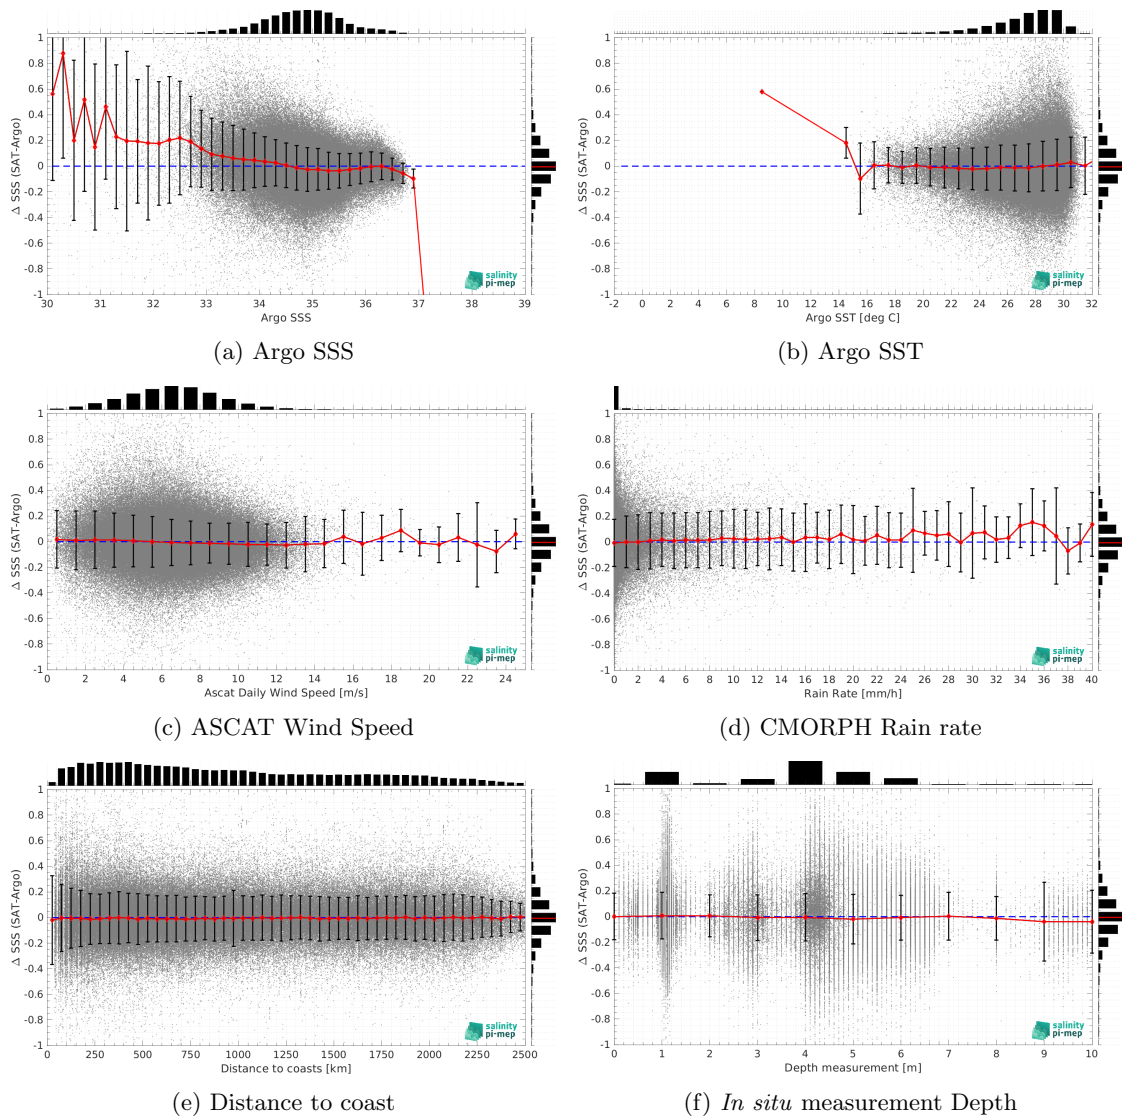 1
0.8
0.6
0.4
0.2
0
-0.2
-0.4
-0.6
-0.8
-1
Δ SSS (SAT-Argo)
30 31 32 33 34 35 36 37 38 39
Argo SSS
salinity
pi-mep
(a) Argo SSS
1
0.8
0.6
0.4
0.2
0
-0.2
-0.4
-0.6
-0.8
-1
Δ SSS (SAT-Argo)
-2 0 2 4 6 8 10 12 14 16 18 20 22 24 26 28 30 32
Argo SST [deg C]
salinity
pi-mep
(b) Argo SST
1
0.8
0.6
0.4
0.2
0
-0.2
-0.4
-0.6
-0.8
-1
Δ SSS (SAT-Argo)
0 2 4 6 8 10 12 14 16 18 20 22 24
Ascat Daily Wind Speed [m/s]
salinity
pi-mep
(c) ASCAT Wind Speed
1
0.8
0.6
0.4
0.2
0
-0.2
-0.4
-0.6
-0.8
-1
Δ SSS (SAT-Argo)
0 2 4 6 8 10 12 14 16 18 20 22 24 26 28 30 32 34 36 38 40
Rain Rate [mm/h]
salinity
pi-mep
(d) CMORPH Rain rate
1
0.8
0.6
0.4
0.2
0
-0.2
-0.4
-0.6
-0.8
-1
Δ SSS (SAT-Argo)
0 250 500 750 1000 1250 1500 1750 2000 2250 2500
Distance to coasts [km]
salinity
pi-mep
(e) Distance to coast
1
0.8
0.6
0.4
0.2
0
-0.2
-0.4
-0.6
-0.8
-1
Δ SSS (SAT-Argo)
0 1 2 3 4 5 6 7 8 9 10
Depth measurement [m]
salinity
pi-mep
(f) In situ measurement Depth